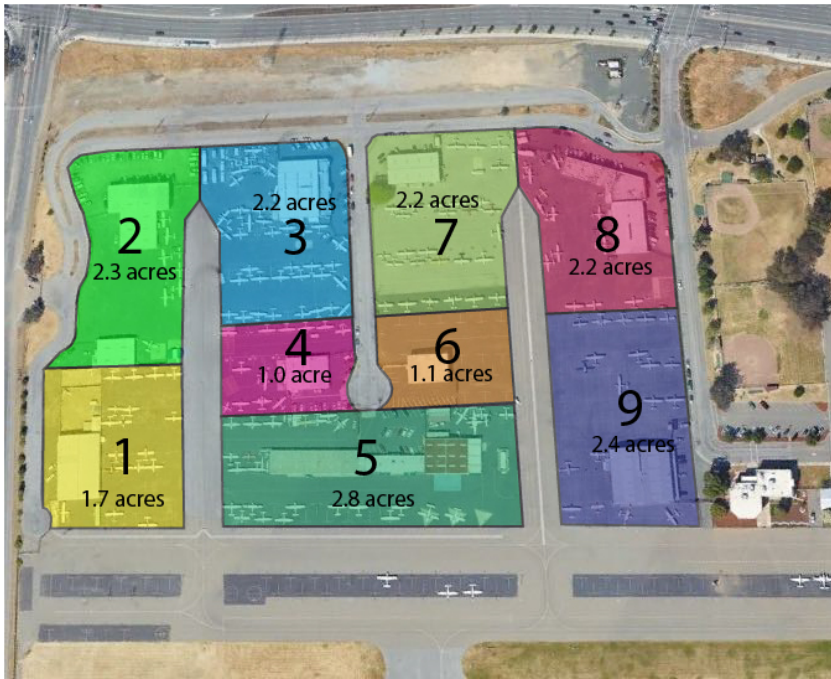 2
2.3 acres
2.2 acres
3
2.2 acres
7
8
2.2 acres
4
1.0 acre
6
1.1 acres
1
1.7 acres
5
2.8 acres
9
2.4 acres